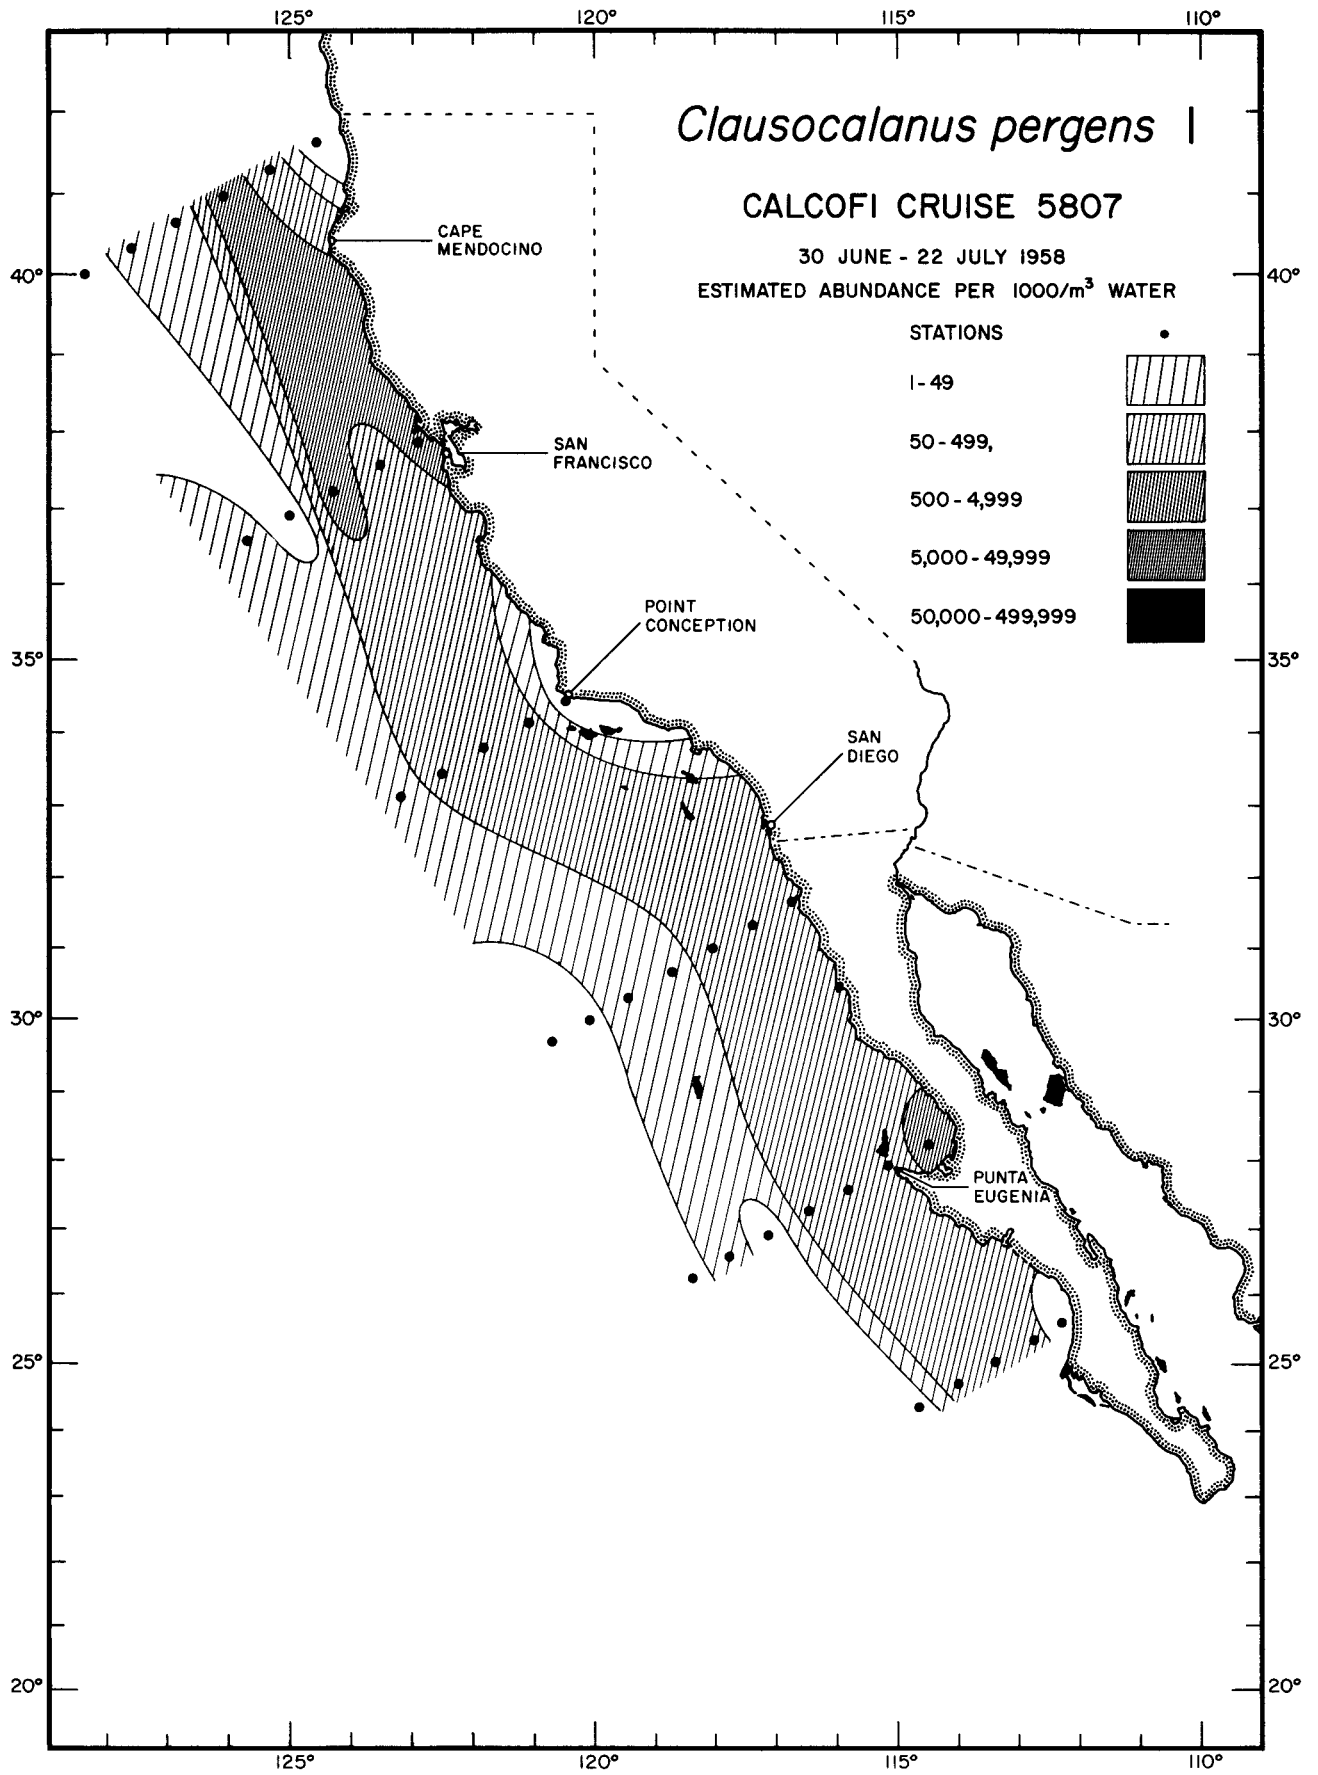 125° 120° 115° 110°
Clausocalanus pergens I
CALCOFI CRUISE 5807
30 JUNE - 22 JULY 1958
ESTIMATED ABUNDANCE PER 1000/m³ WATER
STATIONS
1-49
50-499,
500-4,999
5,000-49,999
50,000-499,999
CAPE
MENDOCINO
40° 40°
SAN
FRANCISCO
POINT
CONCEPTION
35° 35°
SAN
DIEGO
30° 30°
PUNTA
EUGENIA
25° 25°
20° 20°
125° 120° 115° 110°